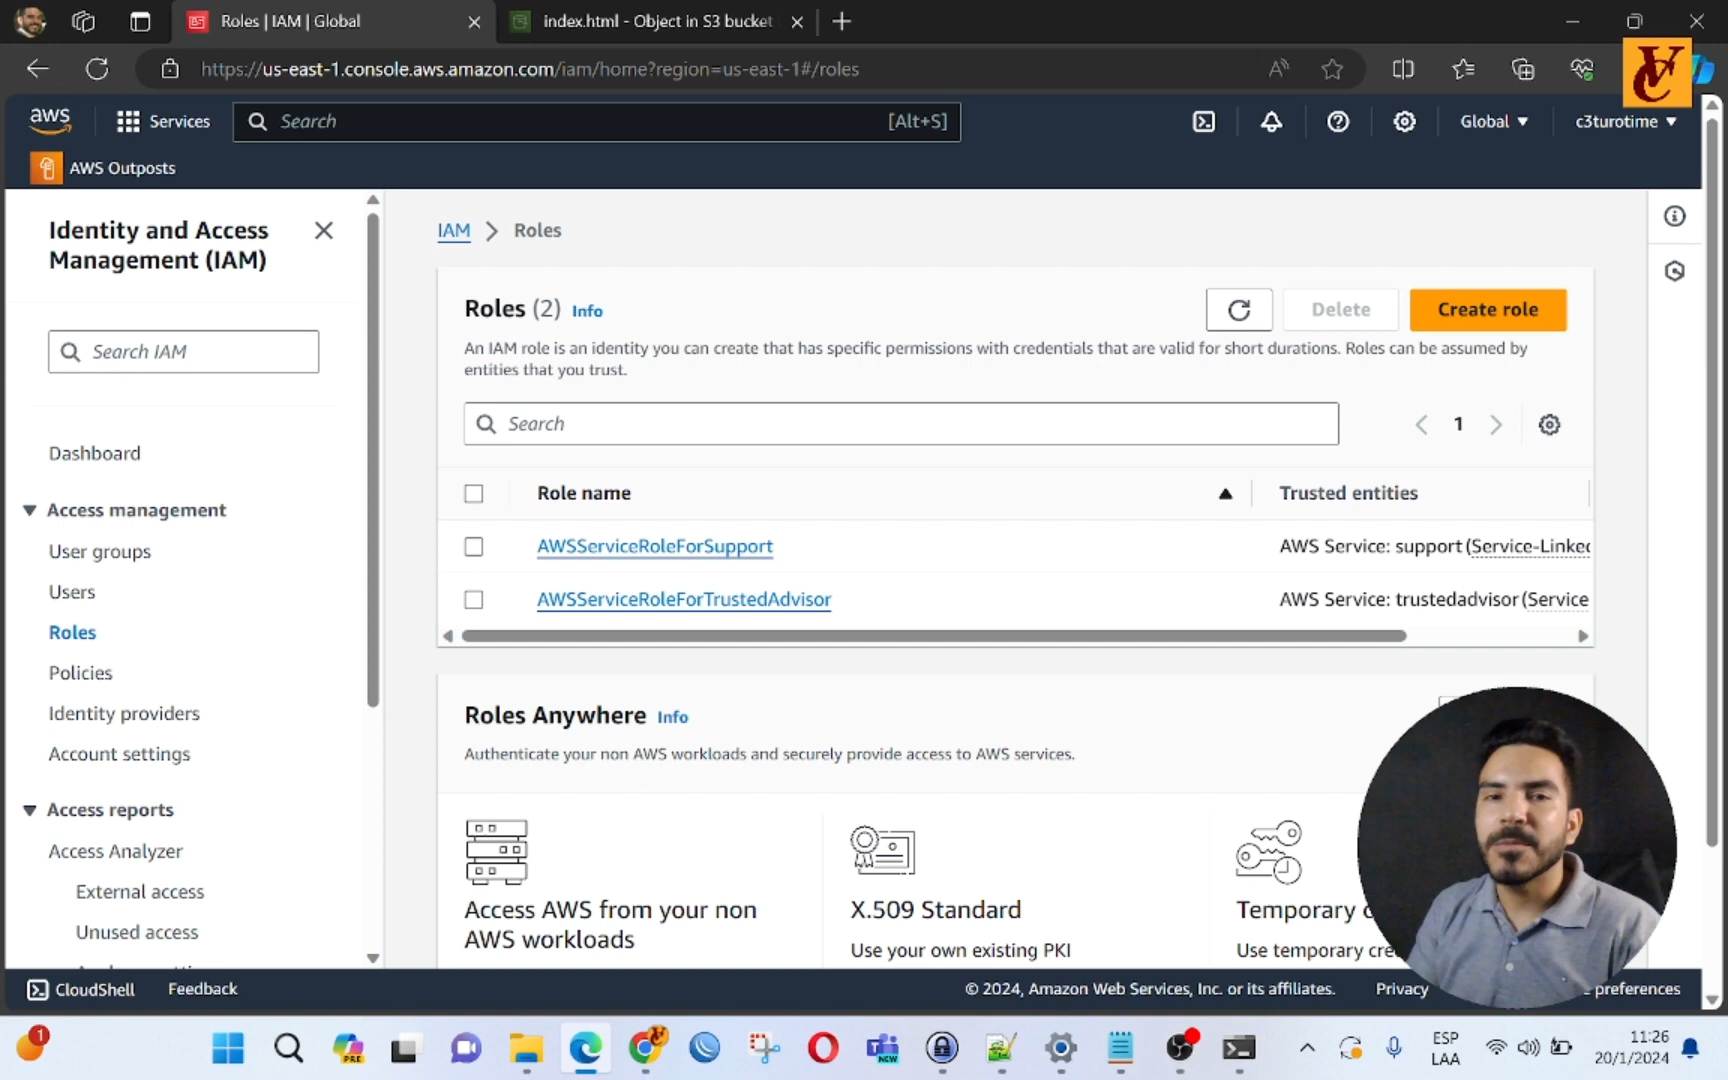 Roles | IAM | Global
index.html - Object in S3 bucket
https://us-east-1.console.aws.amazon.com/iam/home?region=us-east-1#/roles
aws
Services
Search
[Alt+S]
Global
c3turotime
AWS Outposts
Identity and Access
Management (IAM)
Search IAM
Dashboard
Access management
User groups
Users
Roles
Policies
Identity providers
Account settings
Access reports
Access Analyzer
External access
Unused access
IAM > Roles
Roles (2) Info
Delete
Create role
An IAM role is an identity you can create that has specific permissions with credentials that are valid for short durations. Roles can be assumed by
entities that you trust.
Search
1
Role name
Trusted entities
AWSServiceRoleForSupport
AWS Service: support (Service-Linked
AWSServiceRoleForTrustedAdvisor
AWS Service: trustedadvisor (Service
Roles Anywhere Info
Authenticate your non AWS workloads and securely provide access to AWS services.
Access AWS from your non
AWS workloads
X.509 Standard
Use your own existing PKI
Temporary
Use temporary
CloudShell
Feedback
© 2024, Amazon Web Services, Inc. or its affiliates.
Privacy
preferences
1
PRE
NEW
ESP
LAA
11:26
20/1/2024